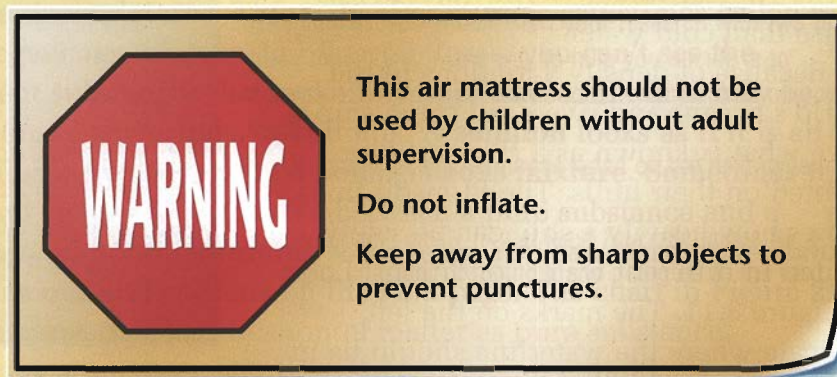 WARNING
This air mattress should not be
used by children without adult
supervision.
Do not inflate.
Keep away from sharp objects to
prevent punctures.